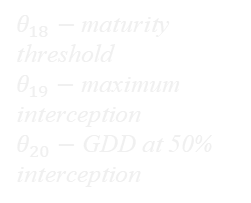 θ₁₈ − maturity
threshold
θ₁₉ − maximum
interception
θ₂₀ − GDD at 50%
interception